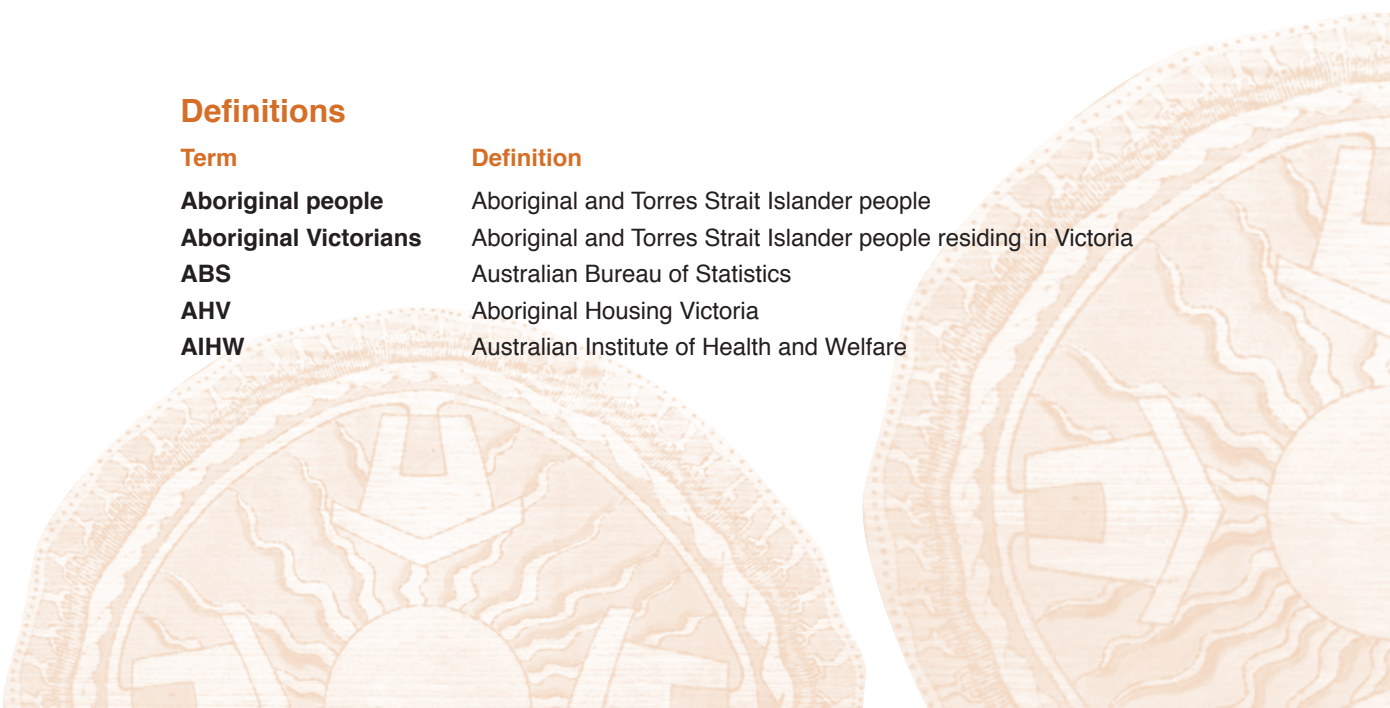 Definitions
Term Definition
Aboriginal people Aboriginal and Torres Strait Islander people
Aboriginal Victorians Aboriginal and Torres Strait Islander people residing in Victoria
ABS Australian Bureau of Statistics
AHV Aboriginal Housing Victoria
AIHW Australian Institute of Health and Welfare